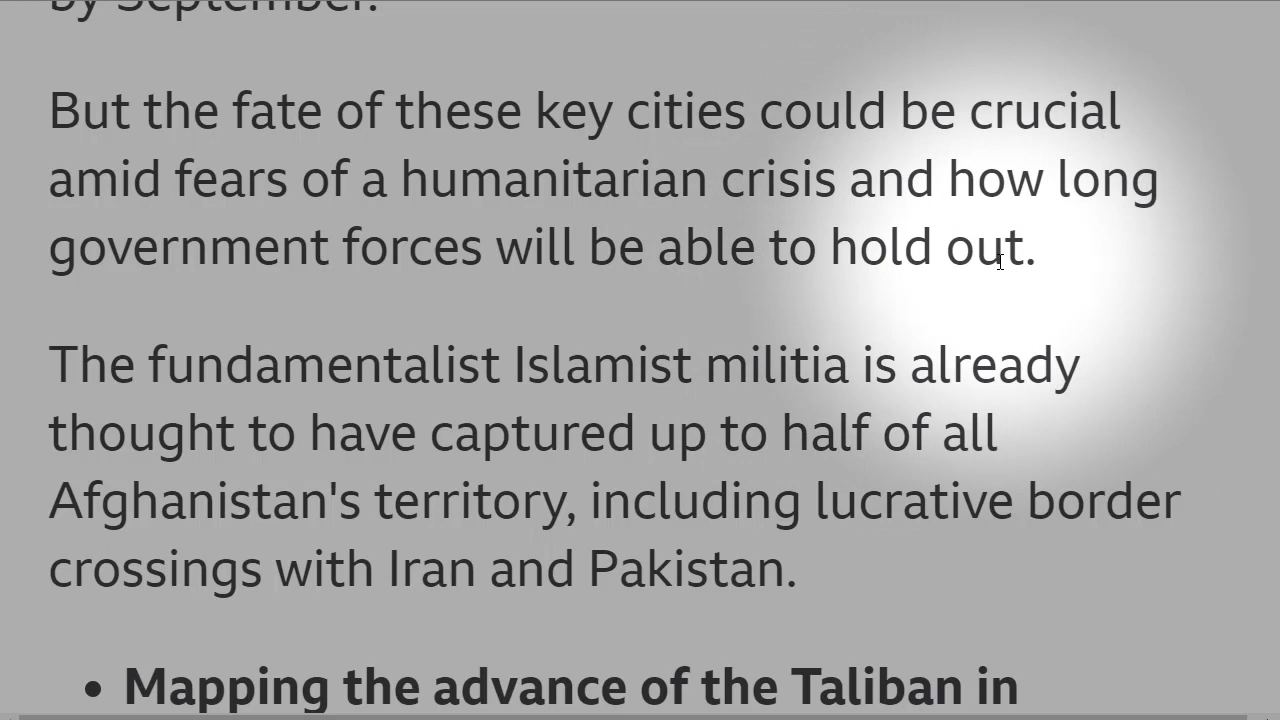 by September.
But the fate of these key cities could be crucial
amid fears of a humanitarian crisis and how long
government forces will be able to hold out.
The fundamentalist Islamist militia is already
thought to have captured up to half of all
Afghanistan's territory, including lucrative border
crossings with Iran and Pakistan.
• Mapping the advance of the Taliban in